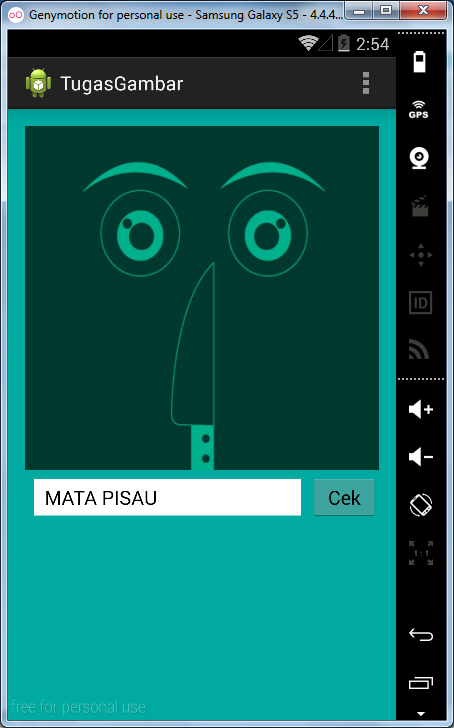 Genymotion for personal use - Samsung Galaxy S5 - 4.4.4...
2:54
TugasGambar
GPS
ID
MATA PISAU
Cek
1:1
free for personal use